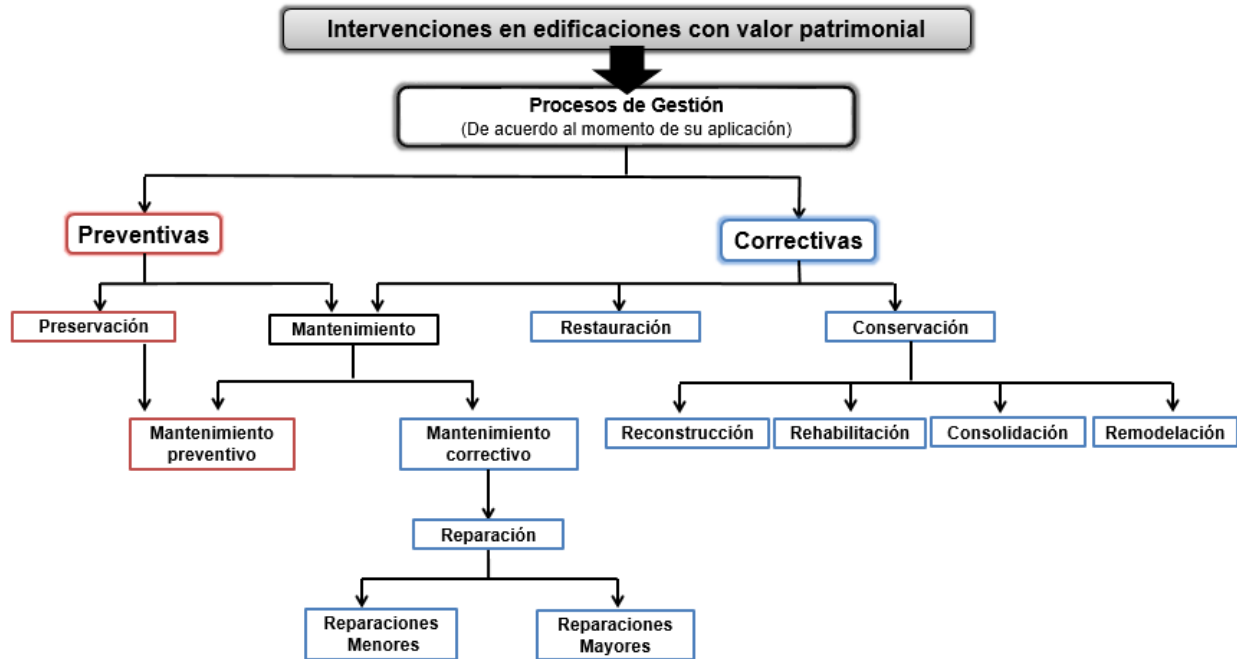 Intervenciones en edificaciones con valor patrimonial
Procesos de Gestión
(De acuerdo al momento de su aplicación)
Preventivas
Correctivas
Preservación
Mantenimiento
Restauración
Conservación
Mantenimiento
preventivo
Mantenimiento
correctivo
Reconstrucción
Rehabilitación
Consolidación
Remodelación
Reparación
Reparaciones
Menores
Reparaciones
Mayores